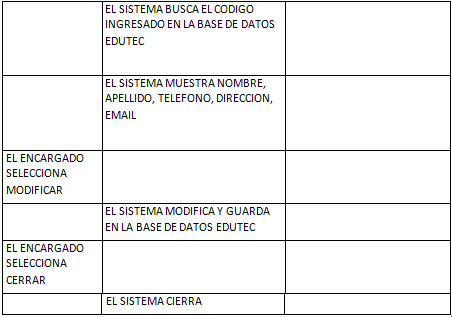 EL SISTEMA BUSCA EL CODIGO
INGRESADO EN LA BASE DE DATOS
EDUTEC
EL SISTEMA MUESTRA NOMBRE,
APELLIDO, TELEFONO, DIRECCION,
EMAIL
EL ENCARGADO
SELECCIONA
MODIFICAR
EL SISTEMA MODIFICA Y GUARDA
EN LA BASE DE DATOS EDUTEC
EL ENCARGADO
SELECCIONA
CERRAR
EL SISTEMA CIERRA